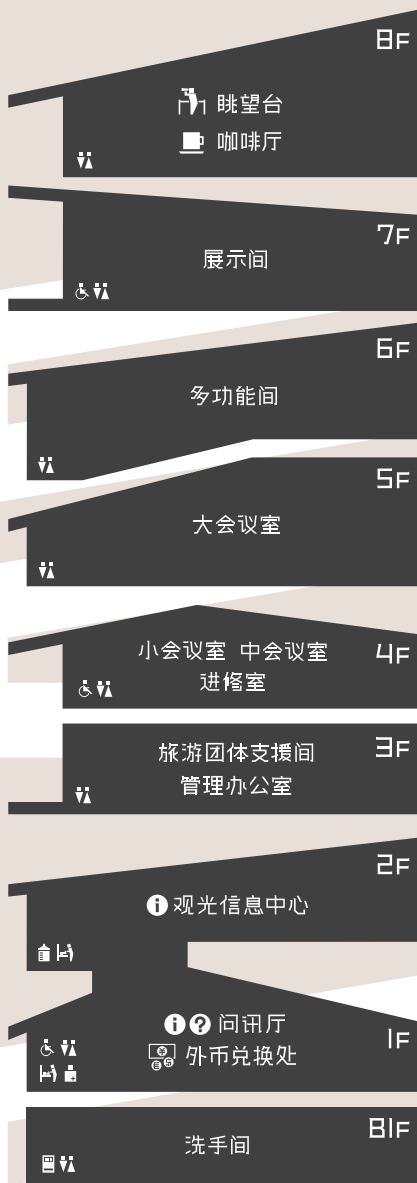 8F
眺望台
咖啡厅
7F
展示间
6F
多功能间
5F
大会议室
4F
小会议室 中会议室
进修室
3F
旅游团体支援间
管理办公室
2F
观光信息中心
1F
问讯厅
外币兑换处
B1F
洗手间